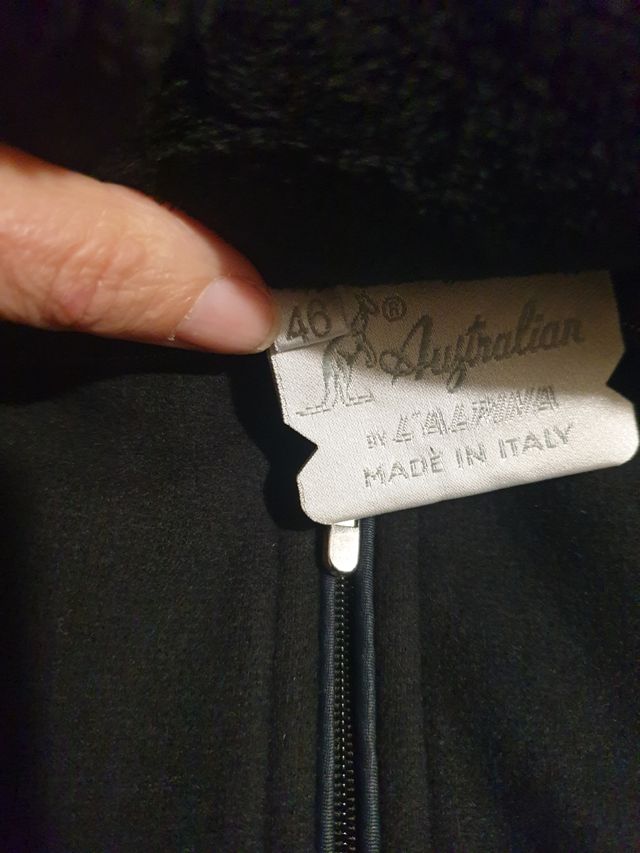 46
® Australian
BY L'ALPINA
MADE IN ITALY